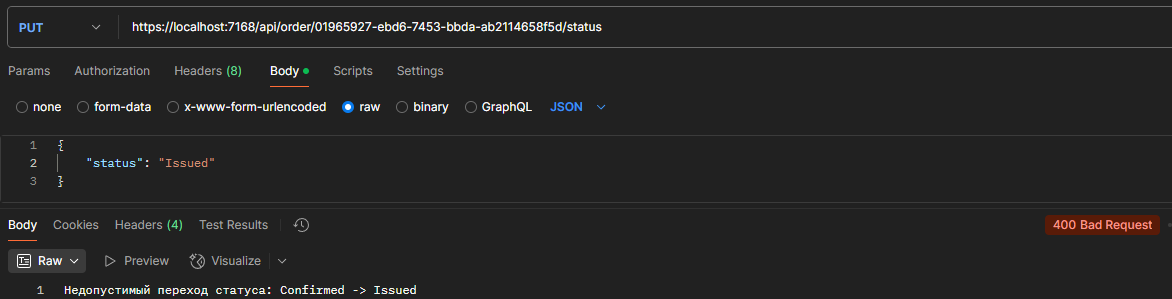 PUT https://localhost:7168/api/order/01965927-ebd6-7453-bbda-ab2114658f5d/status
Params Authorization Headers (8) Body Scripts Settings
none form-data x-www-form-urlencoded raw binary GraphQL JSON
1 {
2 "status": "Issued"
3 }
Body Cookies Headers (4) Test Results 400 Bad Request
Raw Preview Visualize
1 Недопустимый переход статуса: Confirmed -> Issued